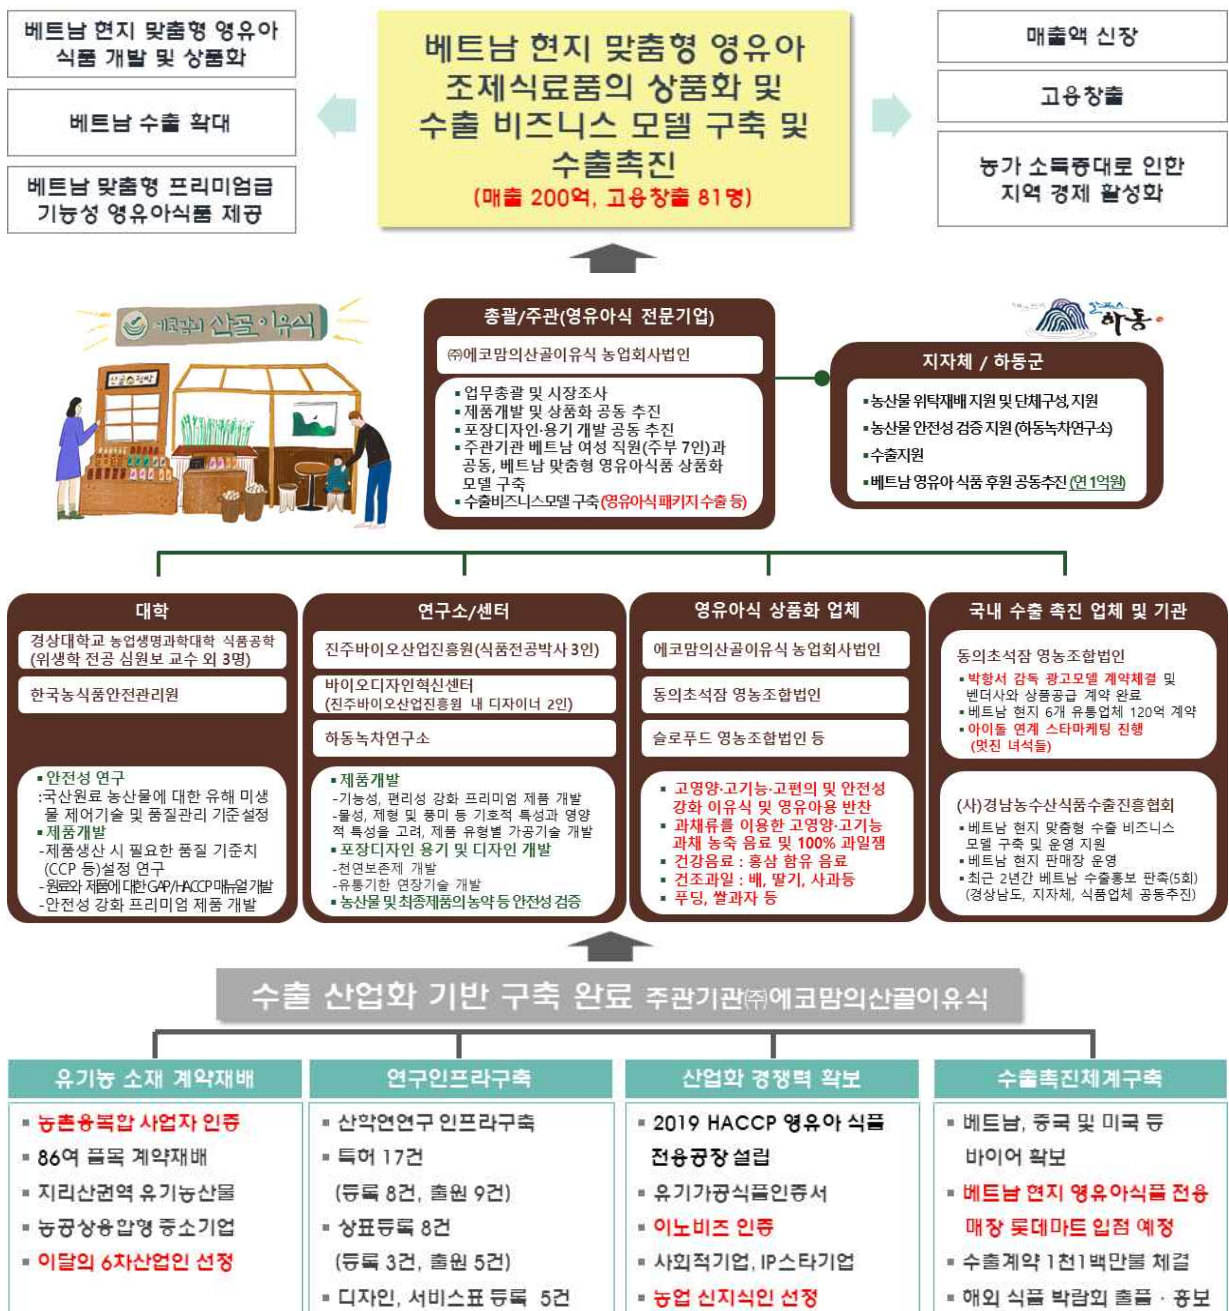 베트남 현지 맞춤형 영유아
식품 개발 및 상품화
베트남 수출 확대
베트남 맞춤형 프리미엄급
기능성 영유아식품 제공
베트남 현지 맞춤형 영유아
조제식료품의 상품화 및
수출 비즈니스 모델 구축 및
수출촉진
(매출 200억, 고용창출 81명)
매출액 신장
고용창출
농가 소득증대로 인한
지역 경제 활성화
에코맘의 산골이유식
총괄/주관(영유아식 전문기업)
㈜에코맘의산골이유식 농업회사법인
▪ 업무총괄 및 시장조사
▪ 제품개발 및 상품화 공동 추진
▪ 포장디자인·용기 개발 공동 추진
▪ 주관기관 베트남 여성 직원(주부 7인)과
공동, 베트남 맞춤형 영유아식품 상품화
모델 구축
▪ 수출비즈니스모델 구축 (영유아식 패키지 수출 등)
하동
지자체 / 하동군
▪ 농산물 위탁재배 지원 및 단체구성, 지원
▪ 농산물 안전성 검증 지원 (하동녹차연구소)
▪ 수출지원
▪ 베트남 영유아 식품 후원 공동추진 (연 1억원)
대학
경상대학교 농업생명과학대학 식품공학
(위생학 전공 심원보 교수 외 3명)
한국농식품안전관리원
▪ 안전성 연구
:국산원료 농산물에 대한 유해 미생
물 제어기술 및 품질관리 기준설정
▪ 제품개발
-제품생산 시 필요한 품질 기준치
(CCP 등)설정 연구
-원료와 제품에 대한 GAP/HACCP 매뉴얼 개발
-안전성 강화 프리미엄 제품 개발
연구소/센터
진주바이오산업진흥원(식품전공박사 3인)
바이오디자인혁신센터
(진주바이오산업진흥원 내 디자이너 2인)
하동녹차연구소
▪ 제품개발
-기능성, 편리성 강화 프리미엄 제품 개발
-물성, 제형 및 풍미 등 기호적 특성과 영양
적 특성을 고려, 제품 유형별 가공기술 개발
▪ 포장디자인 용기 및 디자인 개발
-천연보존제 개발
-유통기한 연장기술 개발
▪ 농산물 및 최종제품의 농약 등 안전성 검증
영유아식 상품화 업체
에코맘의산골이유식 농업회사법인
동의초석잠 영농조합법인
슬로푸드 영농조합법인 등
▪ 고영양·고기능·고편의 및 안전성
강화 이유식 및 영유아용 반찬
▪ 과채류를 이용한 고영양·고기능
과채 농축 음료 및 100% 과일잼
▪ 건강음료 : 홍삼 함유 음료
▪ 건조과일 : 배, 딸기, 사과등
▪ 푸딩, 쌀과자 등
국내 수출 촉진 업체 및 기관
동의초석잠 영농조합법인
▪ 박항서 감독 광고모델 계약체결 및
벤더사와 상품공급 계약 완료
▪ 베트남 현지 6개 유통업체 120억 계약
▪ 아이돌 연계 스타마케팅 진행
(멋진 녀석들)
(사)경남농수산식품수출진흥협회
▪ 베트남 현지 맞춤형 수출 비즈니스
모델 구축 및 운영 지원
▪ 베트남 현지 판매장 운영
▪ 최근 2년간 베트남 수출홍보 판촉(5회)
(경상남도, 지자체, 식품업체 공동추진)
수출 산업화 기반 구축 완료 주관기관㈜에코맘의산골이유식
유기농 소재 계약재배
▪ 농촌융복합 사업자 인증
▪ 86여 품목 계약재배
▪ 지리산권역 유기농산물
▪ 농공상융합형 중소기업
▪ 이달의 6차산업인 선정
연구인프라구축
▪ 산학연연구 인프라구축
▪ 특허 17건
(등록 8건, 출원 9건)
▪ 상표등록 8건
(등록 3건, 출원 5건)
▪ 디자인, 서비스표 등록 5건
산업화 경쟁력 확보
▪ 2019 HACCP 영유아 식품
전용공장 설립
▪ 유기가공식품인증서
▪ 이노비즈 인증
▪ 사회적기업, IP스타기업
▪ 농업 신지식인 선정
수출촉진체계구축
▪ 베트남, 중국 및 미국 등
바이어 확보
▪ 베트남 현지 영유아식품 전용
매장 롯데마트 입점 예정
▪ 수출계약 1천1백만불 체결
▪ 해외 식품 박람회 출품 · 홍보